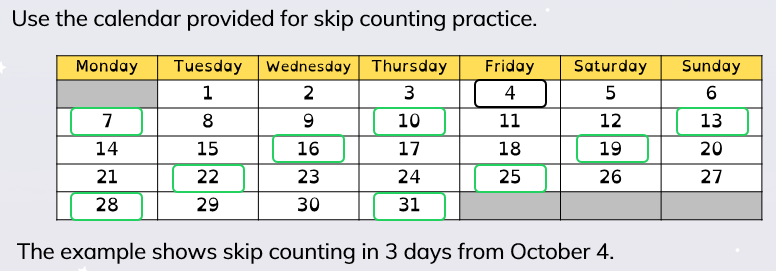 Use the calendar provided for skip counting practice.
Monday Tuesday Wednesday Thursday Friday Saturday Sunday
1 2 3 4 5 6
7 8 9 10 11 12 13
14 15 16 17 18 19 20
21 22 23 24 25 26 27
28 29 30 31
The example shows skip counting in 3 days from October 4.